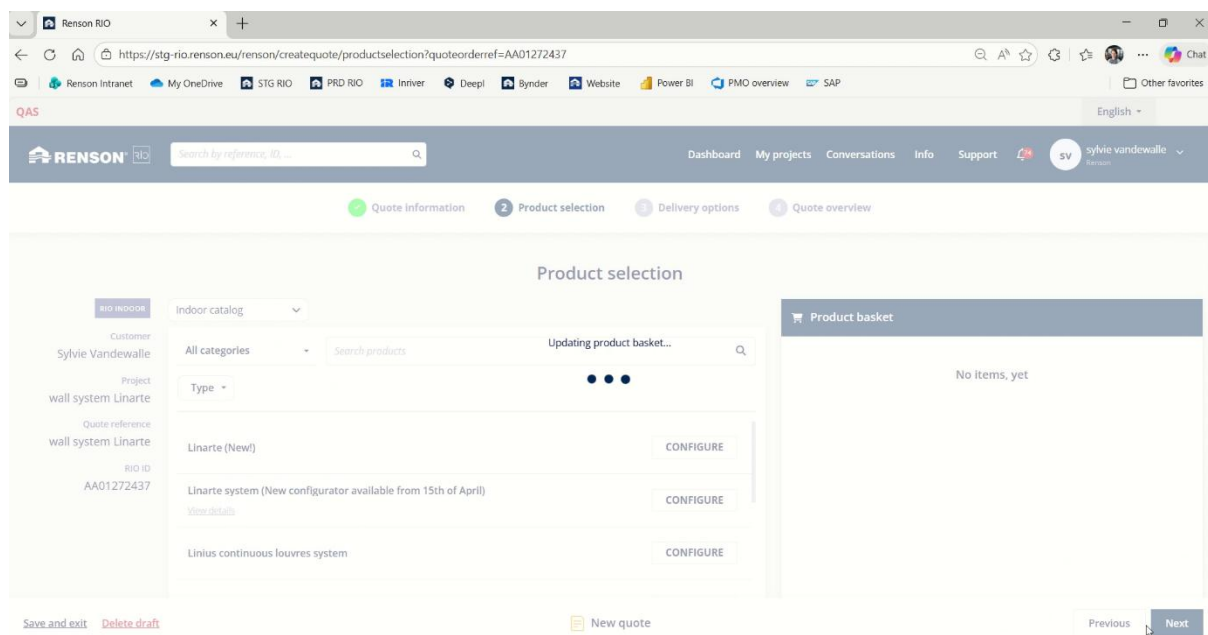 Renson RIO
https://stg-rio.renson.eu/renson/createquote/productselection?quoteorderref=AA01272437
Chat
Renson Intranet My OneDrive STG RIO PRD RIO Inriver Deepl Bynder Website Power BI PMO overview SAP Other favorites
QAS English
RENSON RIO Search by reference, ID, ... Dashboard My projects Conversations Info Support SV sylvie vandewalle
Renson
Quote information 2 Product selection 3 Delivery options 4 Quote overview
Product selection
RIO INDOOR
Customer
Sylvie Vandewalle
Project
wall system Linarte
Quote reference
wall system Linarte
RIO ID
AA01272437
Indoor catalog
All categories Search products
Type
Updating product basket...
Linarte (New!) CONFIGURE
Linarte system (New configurator available from 15th of April) CONFIGURE
View details
Linius continuous louvres system CONFIGURE
Product basket
No items, yet
Save and exit Delete draft New quote Previous Next